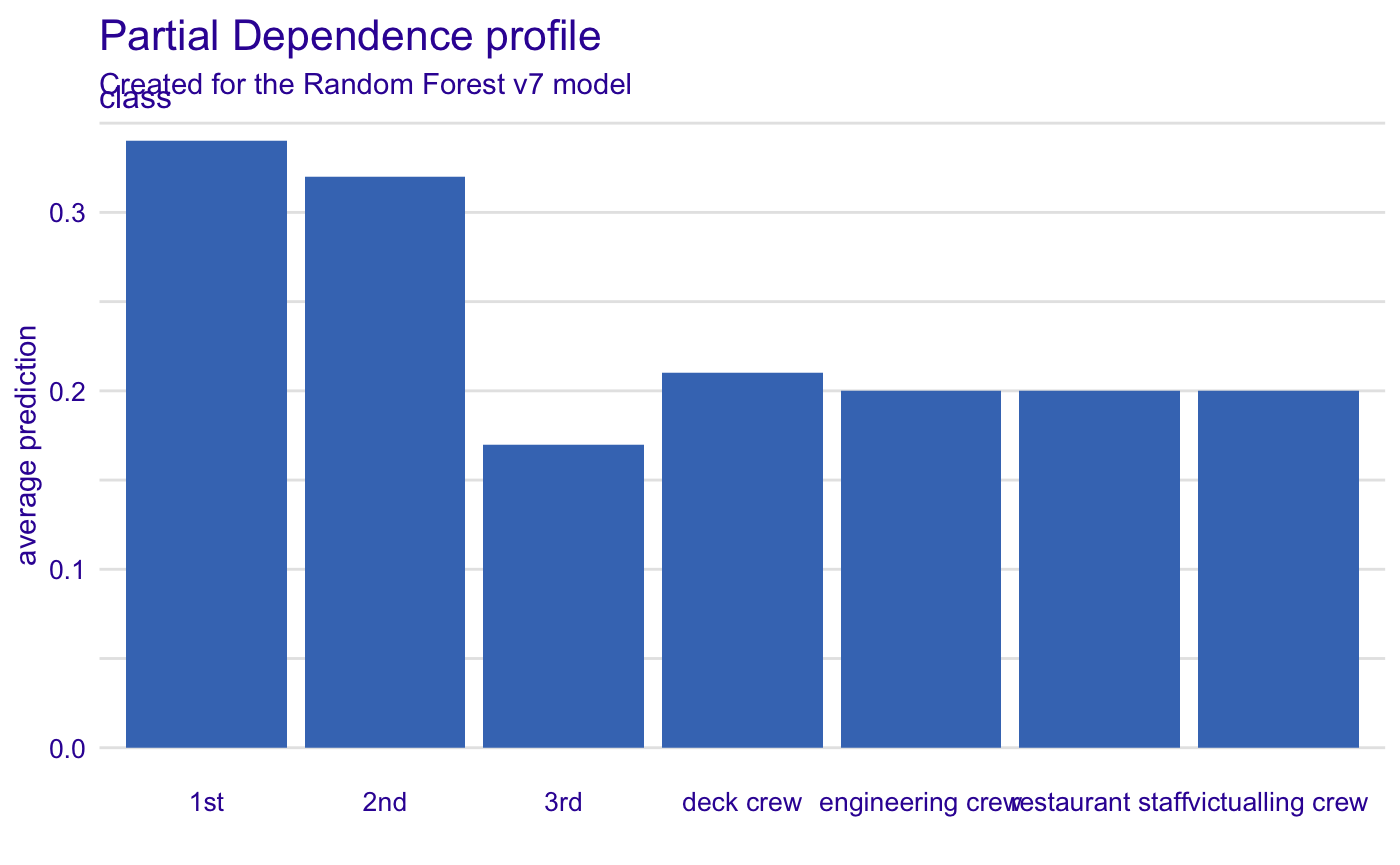 Partial Dependence profile
Created for the Random Forest v7 model
class
0.3
0.2
0.1
0.0
average prediction
1st 2nd 3rd deck crew engineering crew restaurant staff victualling crew